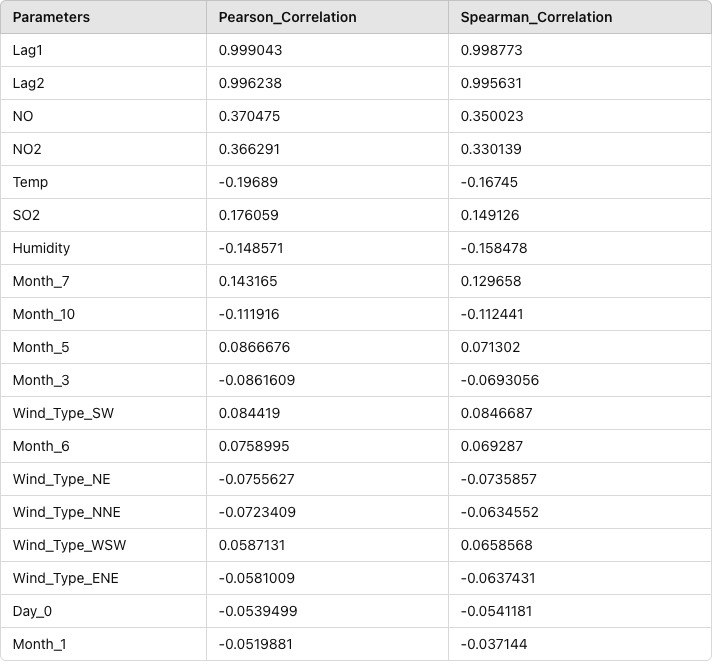 Parameters Pearson_Correlation Spearman_Correlation
Lag1 0.999043 0.998773
Lag2 0.996238 0.995631
NO 0.370475 0.350023
NO2 0.366291 0.330139
Temp -0.19689 -0.16745
SO2 0.176059 0.149126
Humidity -0.148571 -0.158478
Month_7 0.143165 0.129658
Month_10 -0.111916 -0.112441
Month_5 0.0866676 0.071302
Month_3 -0.0861609 -0.0693056
Wind_Type_SW 0.084419 0.0846687
Month_6 0.0758995 0.069287
Wind_Type_NE -0.0755627 -0.0735857
Wind_Type_NNE -0.0723409 -0.0634552
Wind_Type_WSW 0.0587131 0.0658568
Wind_Type_ENE -0.0581009 -0.0637431
Day_0 -0.0539499 -0.0541181
Month_1 -0.0519881 -0.037144